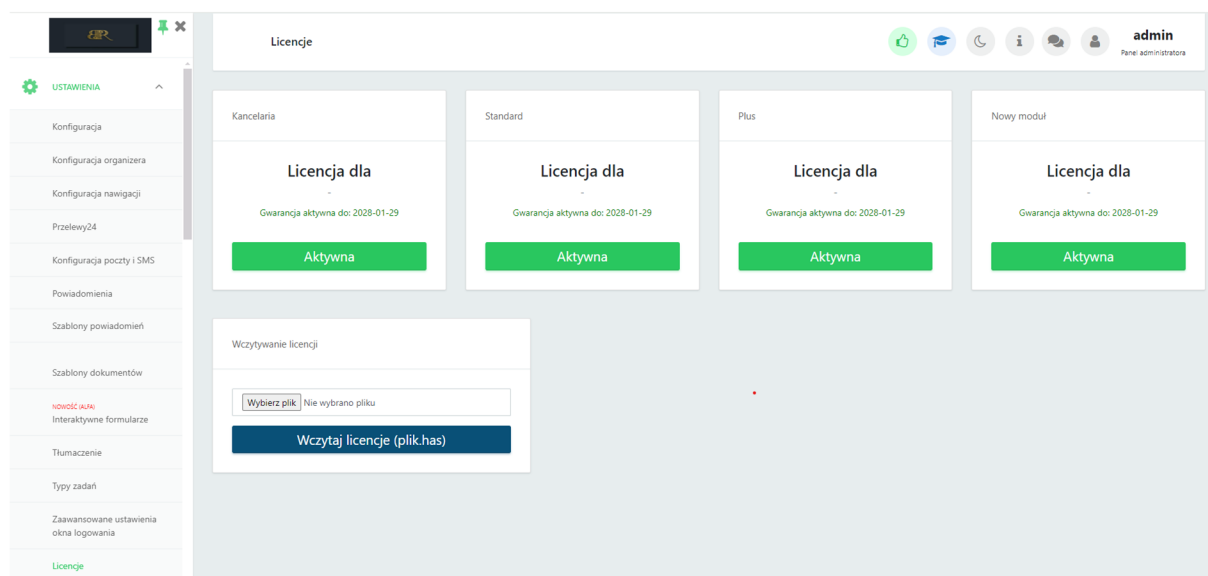 Licencje
admin
Panel administratora
USTAWIENIA
Konfiguracja
Konfiguracja organizera
Konfiguracja nawigacji
Przelewy24
Konfiguracja poczty i SMS
Powiadomienia
Szablony powiadomień
Szablony dokumentów
NOWOŚĆ (ALFA)
Interaktywne formularze
Tłumaczenie
Typy zadań
Zaawansowane ustawienia
okna logowania
Licencje
Kancelaria
Licencja dla
-
Gwarancja aktywna do: 2028-01-29
Aktywna
Standard
Licencja dla
-
Gwarancja aktywna do: 2028-01-29
Aktywna
Plus
Licencja dla
-
Gwarancja aktywna do: 2028-01-29
Aktywna
Nowy moduł
Licencja dla
-
Gwarancja aktywna do: 2028-01-29
Aktywna
Wczytywanie licencji
Wybierz plik Nie wybrano pliku
Wczytaj licencje (plik.has)